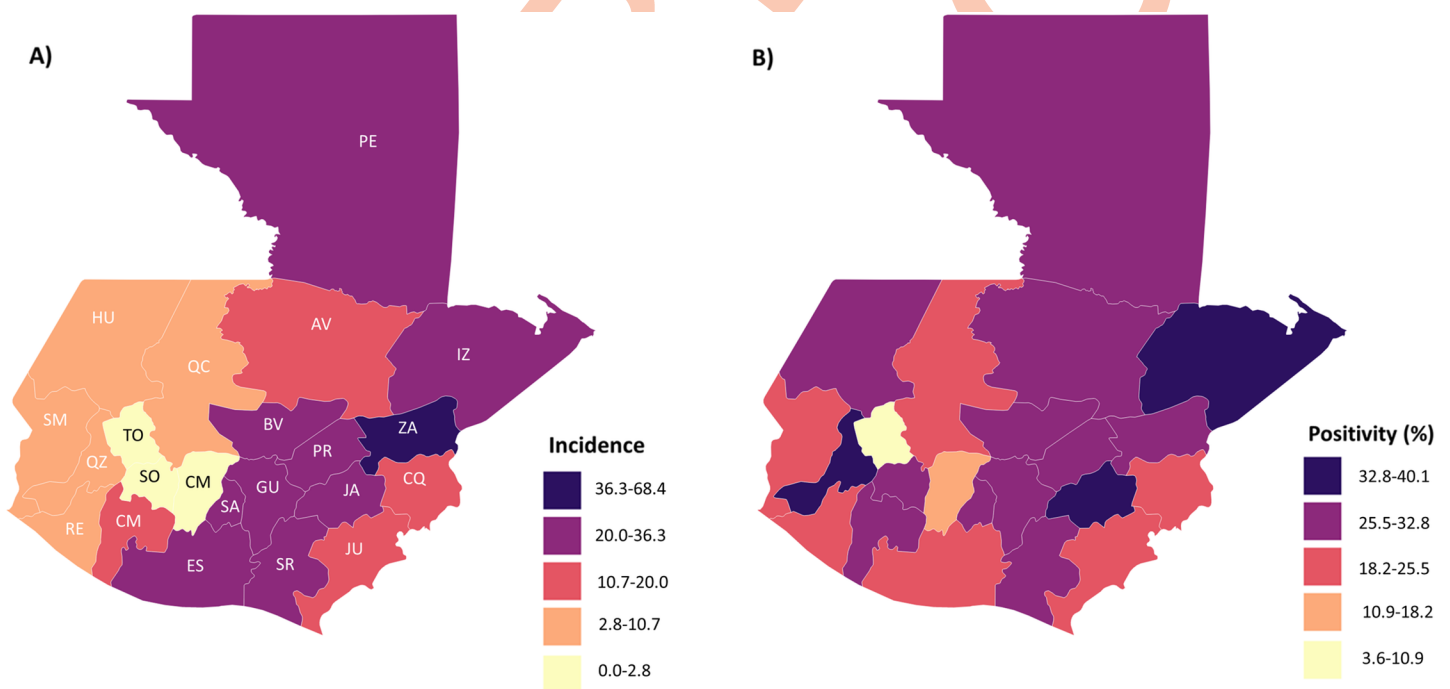 A)
B)
PE
HU
AV
IZ
QC
SM
TO
BV
ZA
PR
QZ
SO
CM
GU
JA
CQ
SA
RE
CM
JU
ES
SR
Incidence
36.3-68.4
20.0-36.3
10.7-20.0
2.8-10.7
0.0-2.8
Positivity (%)
32.8-40.1
25.5-32.8
18.2-25.5
10.9-18.2
3.6-10.9